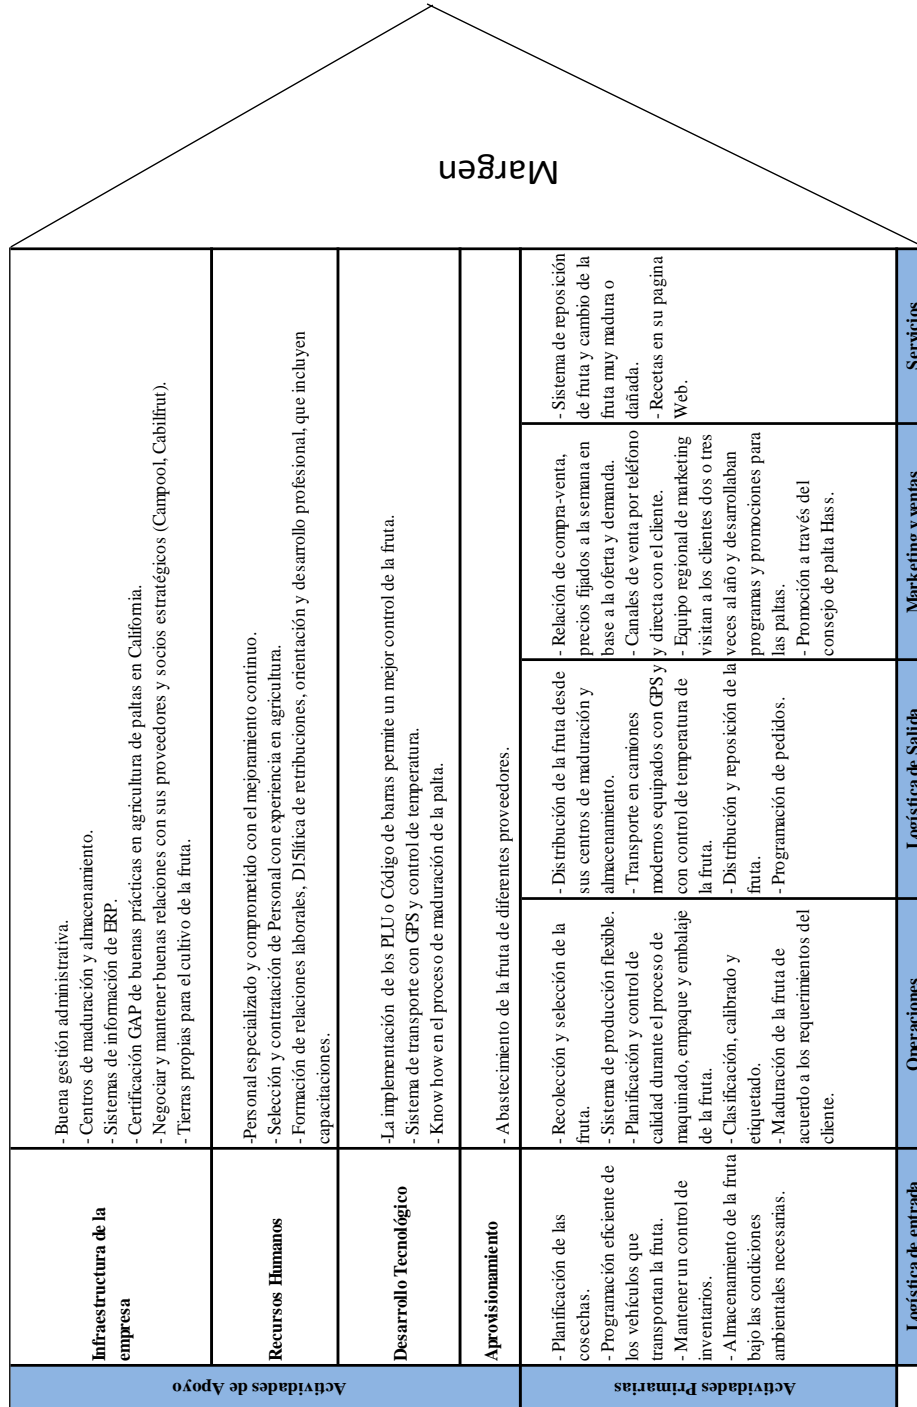 Actividades de Apoyo
Infraestructura de la
empresa
- Buena gestión administrativa.
- Centros de maduración y almacenamiento.
- Sistemas de información de ERP.
- Certificación GAP de buenas prácticas en agricultura de paltas en California.
- Negociar y mantener buenas relaciones con sus proveedores y socios estratégicos (Campool, Cabilfrut).
- Tierras propias para el cultivo de la fruta.
Recursos Humanos
-Personal especializado y comprometido con el mejoramiento continuo.
- Selección y contratación de Personal con experiencia en agricultura.
- Formación de relaciones laborales, D15lítica de retribuciones, orientación y desarrollo profesional, que incluyen
capacitaciones.
Desarrollo Tecnológico
-La implementación de los PLU o Código de barras permite un mejor control de la fruta.
- Sistema de transporte con GPS y control de temperatura.
- Know how en el proceso de maduración de la palta.
Aprovisionamiento
- Abastecimiento de la fruta de diferentes proveedores.
Actividades Primarias
- Planificación de las
cosechas.
- Programación eficiente de
los vehículos que
transportan la fruta.
- Mantener un control de
inventarios.
- Almacenamiento de la fruta
bajo las condiciones
ambientales necesarias.
- Recolección y selección de la
fruta.
- Sistema de producción flexible.
- Planificación y control de
calidad durante el proceso de
maquinado, empaque y embalaje
de la fruta.
- Clasificación, calibrado y
etiquetado.
- Maduración de la fruta de
acuerdo a los requerimientos del
cliente.
- Distribución de la fruta desde
sus centros de maduración y
almacenamiento.
- Transporte en camiones
modernos equipados con GPS y
con control de temperatura de
la fruta.
- Distribución y reposición de la
fruta.
- Programación de pedidos.
- Relación de compra-venta,
precios fijados a la semana en
base a la oferta y demanda.
- Canales de venta por teléfono
y directa con el cliente.
- Equipo regional de marketing
visitan a los clientes dos o tres
veces al año y desarrollaban
programas y promociones para
las paltas.
- Promoción a través del
consejo de palta Hass.
- Sistema de reposición
de fruta y cambio de la
fruta muy madura o
dañada.
- Recetas en su pagina
Web.
Logística de entrada
Operaciones
Logística de Salida
Marketing y ventas
Servicios
Margen